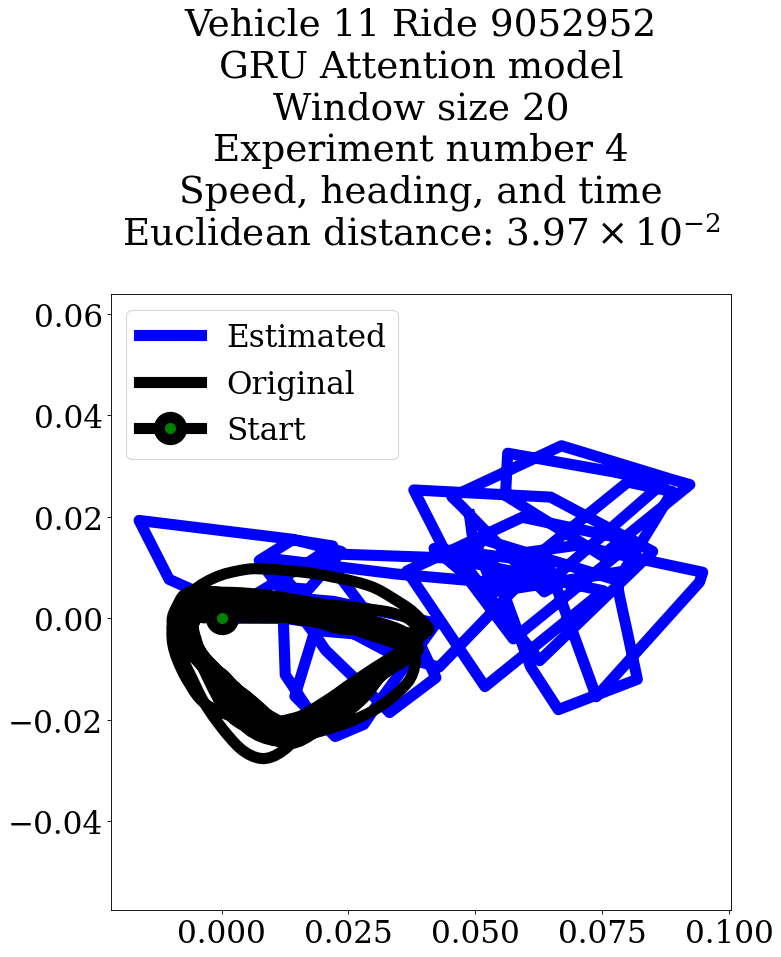 Vehicle 11 Ride 9052952
GRU Attention model
Window size 20
Experiment number 4
Speed, heading, and time
Euclidean distance: 3.97 × 10⁻²
0.06
0.04
0.02
0.00
−0.02
−0.04
Estimated
Original
Start
0.000 0.025 0.050 0.075 0.100